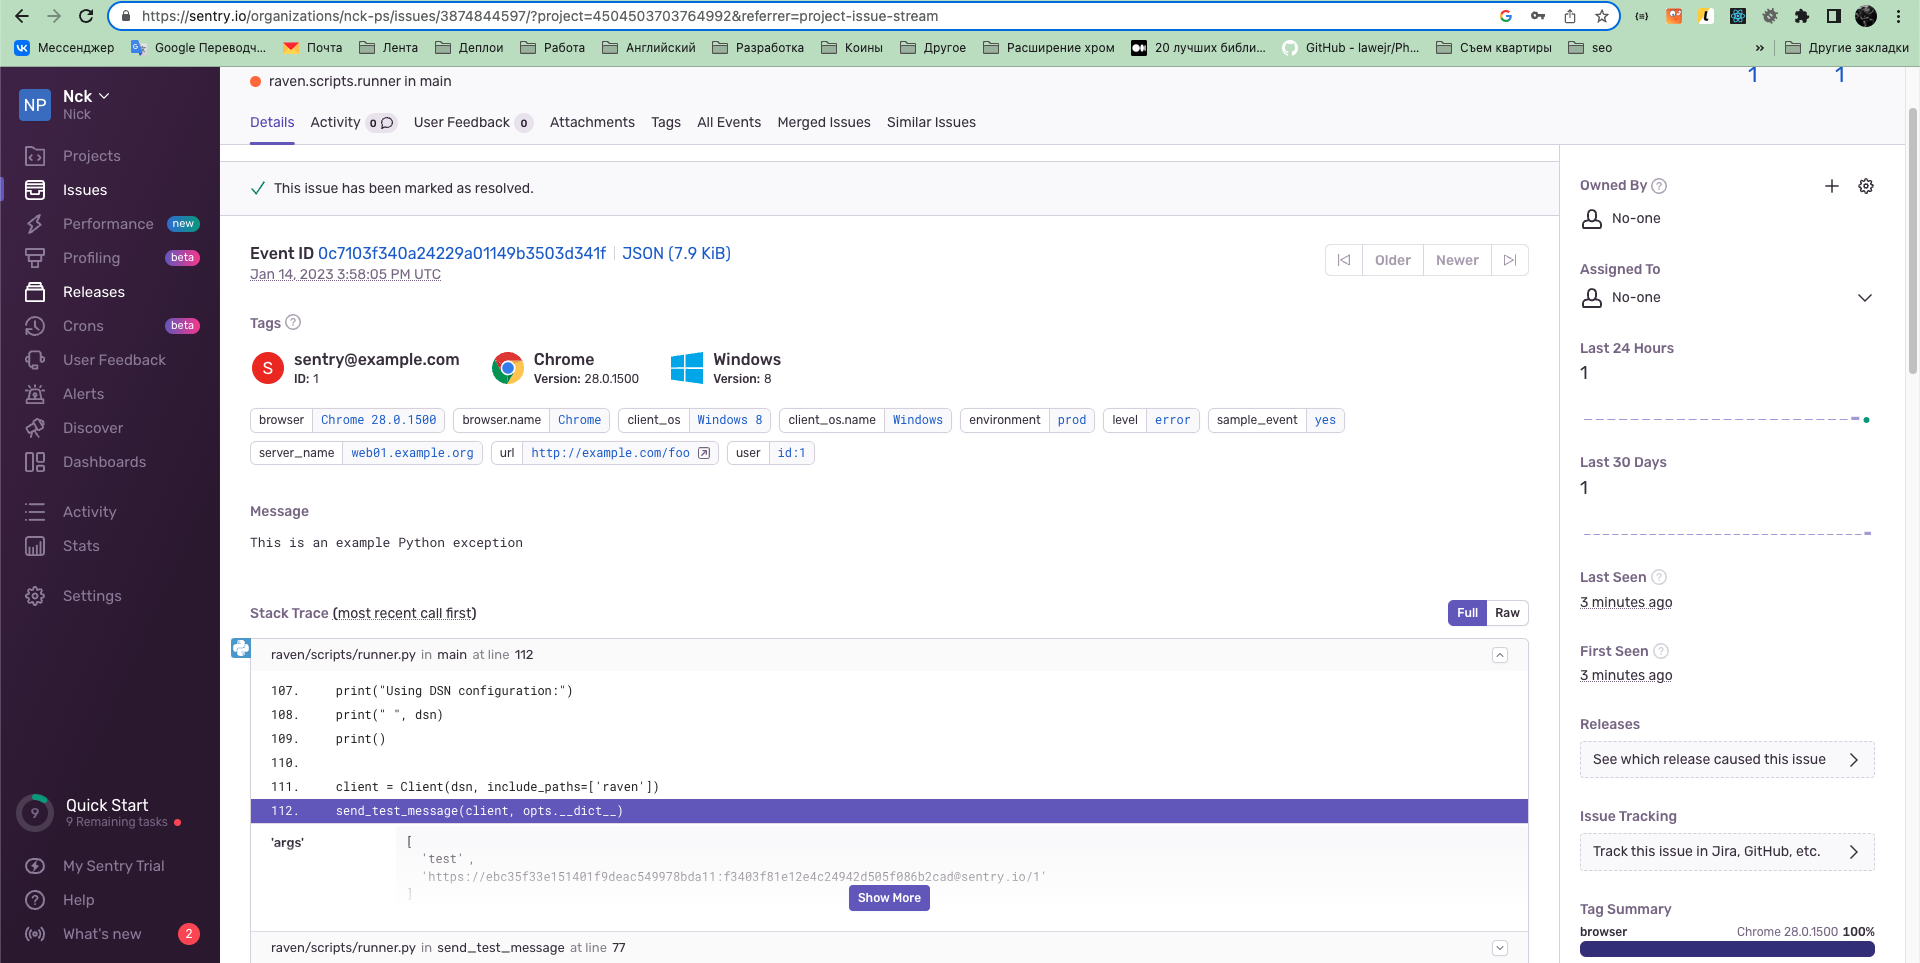 https://sentry.io/organizations/nck-ps/issues/3874844597/?project=4504503703764992&referrer=project-issue-stream
Мессенджер Google Переводч... Почта Лента Деплои Работа Английский Разработка Коины Другое Расширение хром 20 лучших библи... GitHub - lawejr/Ph... Съем квартиры seo » Другие закладки
NP Nck
Nick
Projects
Issues
Performance new
Profiling beta
Releases
Crons beta
User Feedback
Alerts
Discover
Dashboards
Activity
Stats
Settings
9 Quick Start
9 Remaining tasks
My Sentry Trial
Help
What's new 2
raven.scripts.runner in main
1 1
Details Activity 0 User Feedback 0 Attachments Tags All Events Merged Issues Similar Issues
This issue has been marked as resolved.
Event ID 0c7103f340a24229a01149b3503d341f JSON (7.9 KiB)
Jan 14, 2023 3:58:05 PM UTC
Older Newer
Tags ?
S sentry@example.com
ID: 1
Chrome
Version: 28.0.1500
Windows
Version: 8
browser Chrome 28.0.1500 browser.name Chrome client_os Windows 8 client_os.name Windows environment prod level error sample_event yes
server_name web01.example.org url http://example.com/foo user id:1
Message
This is an example Python exception
Stack Trace (most recent call first) Full Raw
raven/scripts/runner.py in main at line 112
107. print("Using DSN configuration:")
108. print(" ", dsn)
109. print()
110.
111. client = Client(dsn, include_paths=['raven'])
112. send_test_message(client, opts.__dict__)
'args' [
'test',
'https://ebc35f33e151401f9deac549978bda11:f3403f81e12e4c24942d505f086b2cad@sentry.io/1'
]
Show More
raven/scripts/runner.py in send_test_message at line 77
Owned By ?
No-one
Assigned To
No-one
Last 24 Hours
1
Last 30 Days
1
Last Seen ?
3 minutes ago
First Seen ?
3 minutes ago
Releases
See which release caused this issue
Issue Tracking
Track this issue in Jira, GitHub, etc.
Tag Summary
browser Chrome 28.0.1500 100%